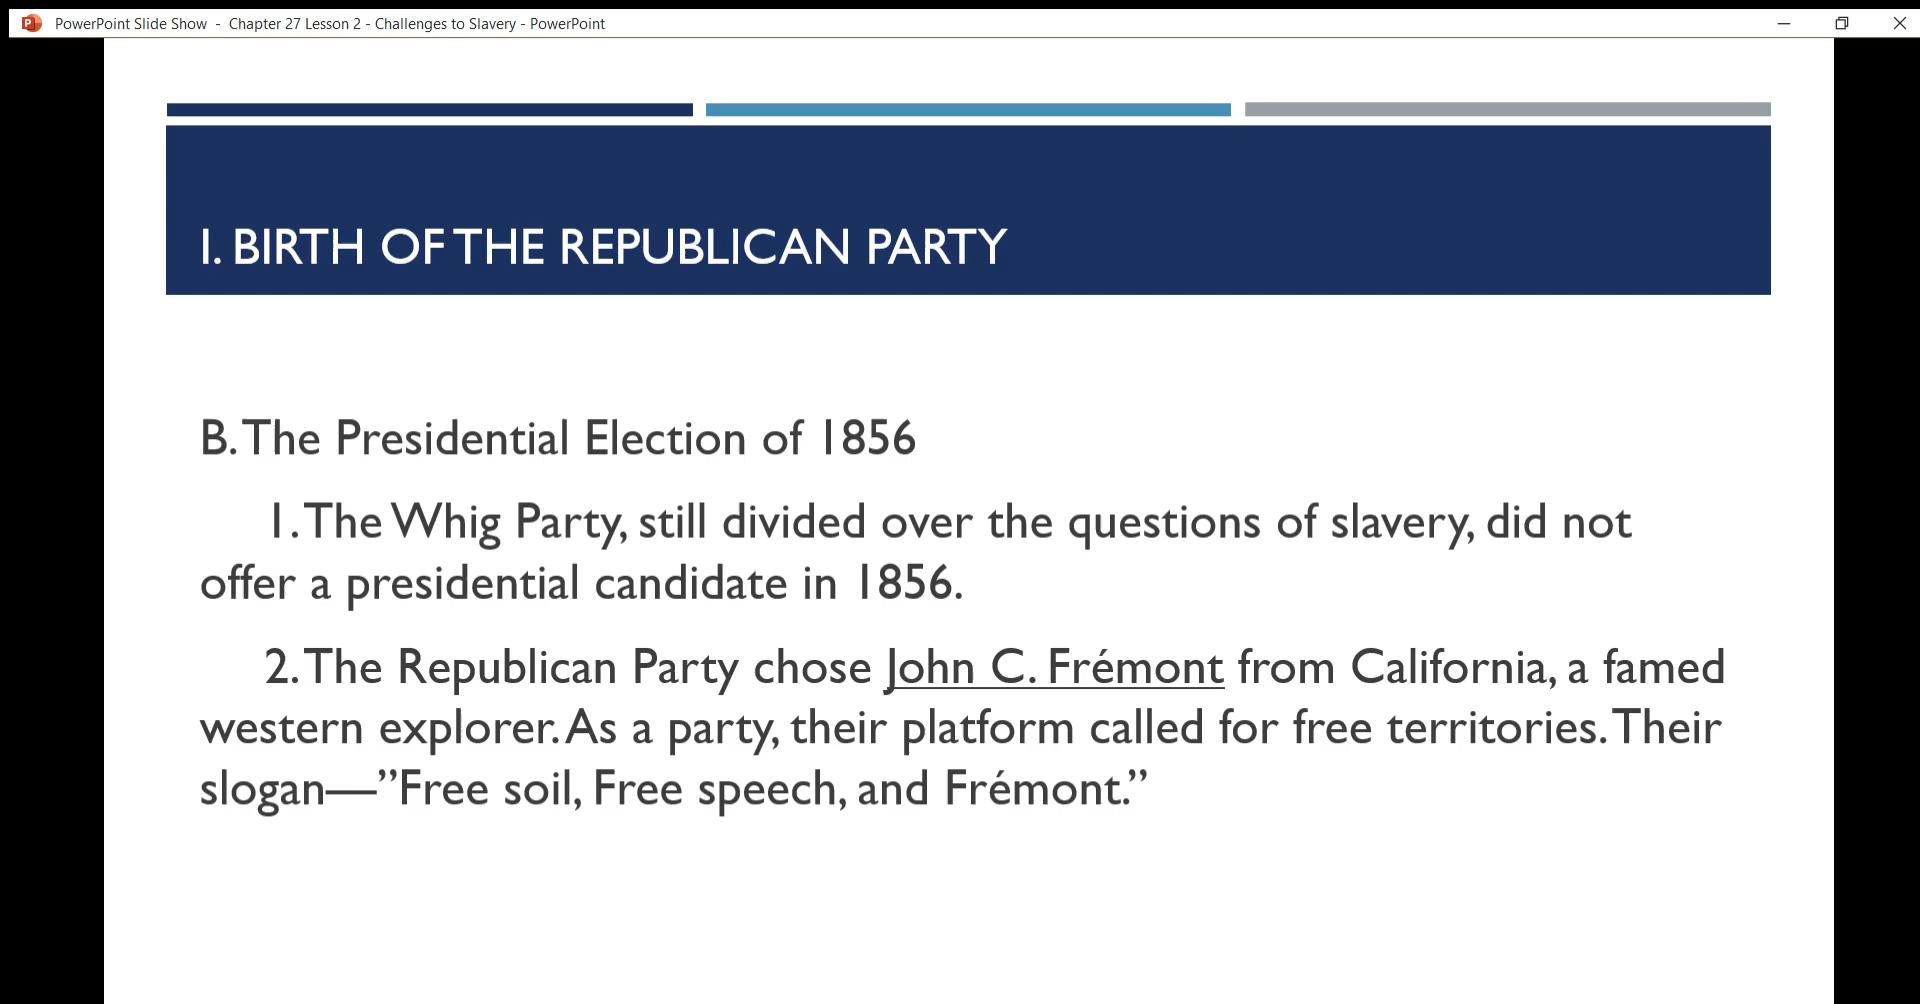 PowerPoint Slide Show - Chapter 27 Lesson 2 - Challenges to Slavery - PowerPoint
I. BIRTH OF THE REPUBLICAN PARTY
B. The Presidential Election of 1856
1. The Whig Party, still divided over the questions of slavery, did not
offer a presidential candidate in 1856.
2. The Republican Party chose John C. Frémont from California, a famed
western explorer. As a party, their platform called for free territories. Their
slogan—”Free soil, Free speech, and Frémont.”